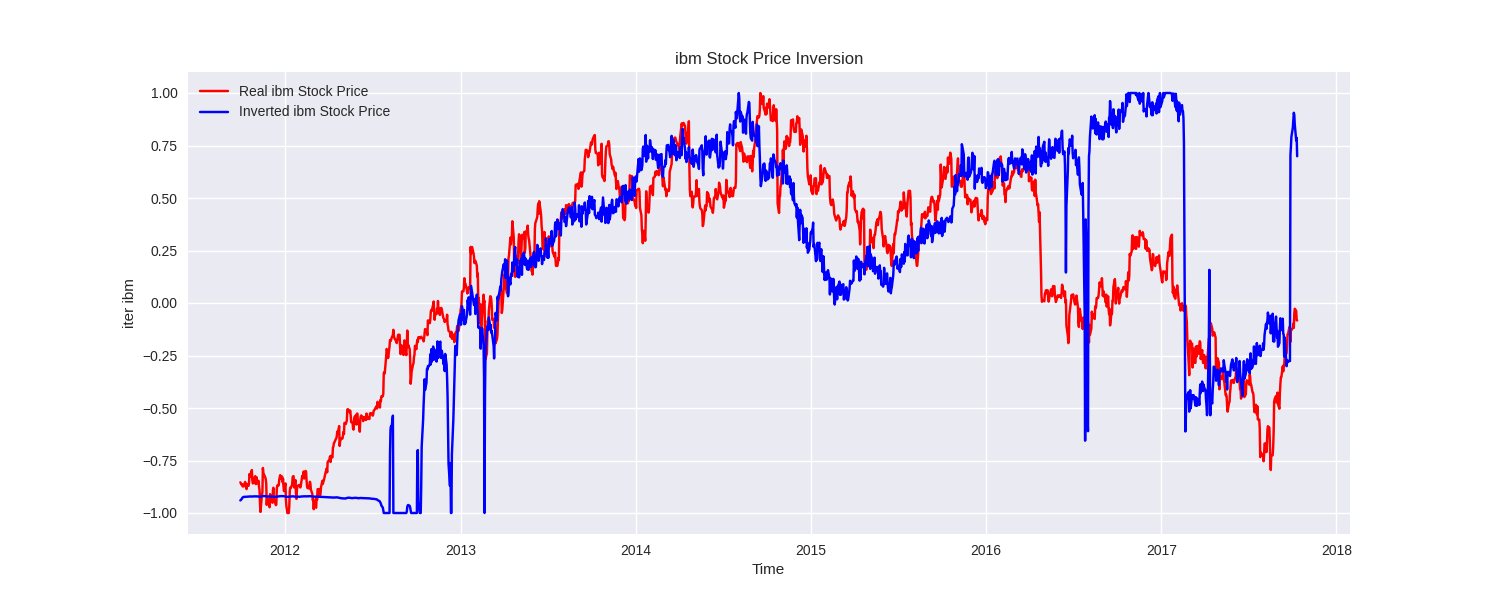 ibm Stock Price Inversion
Real ibm Stock Price
Inverted ibm Stock Price
1.00
0.75
0.50
0.25
0.00
−0.25
−0.50
−0.75
−1.00
iter ibm
2012 2013 2014 2015 2016 2017 2018
Time